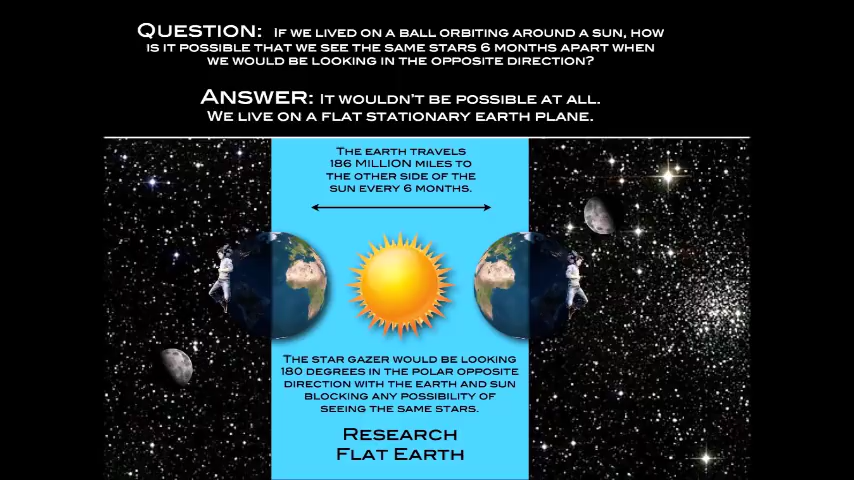 QUESTION: IF WE LIVED ON A BALL ORBITING AROUND A SUN, HOW
IS IT POSSIBLE THAT WE SEE THE SAME STARS 6 MONTHS APART WHEN
WE WOULD BE LOOKING IN THE OPPOSITE DIRECTION?
ANSWER: IT WOULDN'T BE POSSIBLE AT ALL.
WE LIVE ON A FLAT STATIONARY EARTH PLANE.
THE EARTH TRAVELS
186 MILLION MILES TO
THE OTHER SIDE OF THE
SUN EVERY 6 MONTHS.
THE STAR GAZER WOULD BE LOOKING
180 DEGREES IN THE POLAR OPPOSITE
DIRECTION WITH THE EARTH AND SUN
BLOCKING ANY POSSIBILITY OF
SEEING THE SAME STARS.
RESEARCH
FLAT EARTH